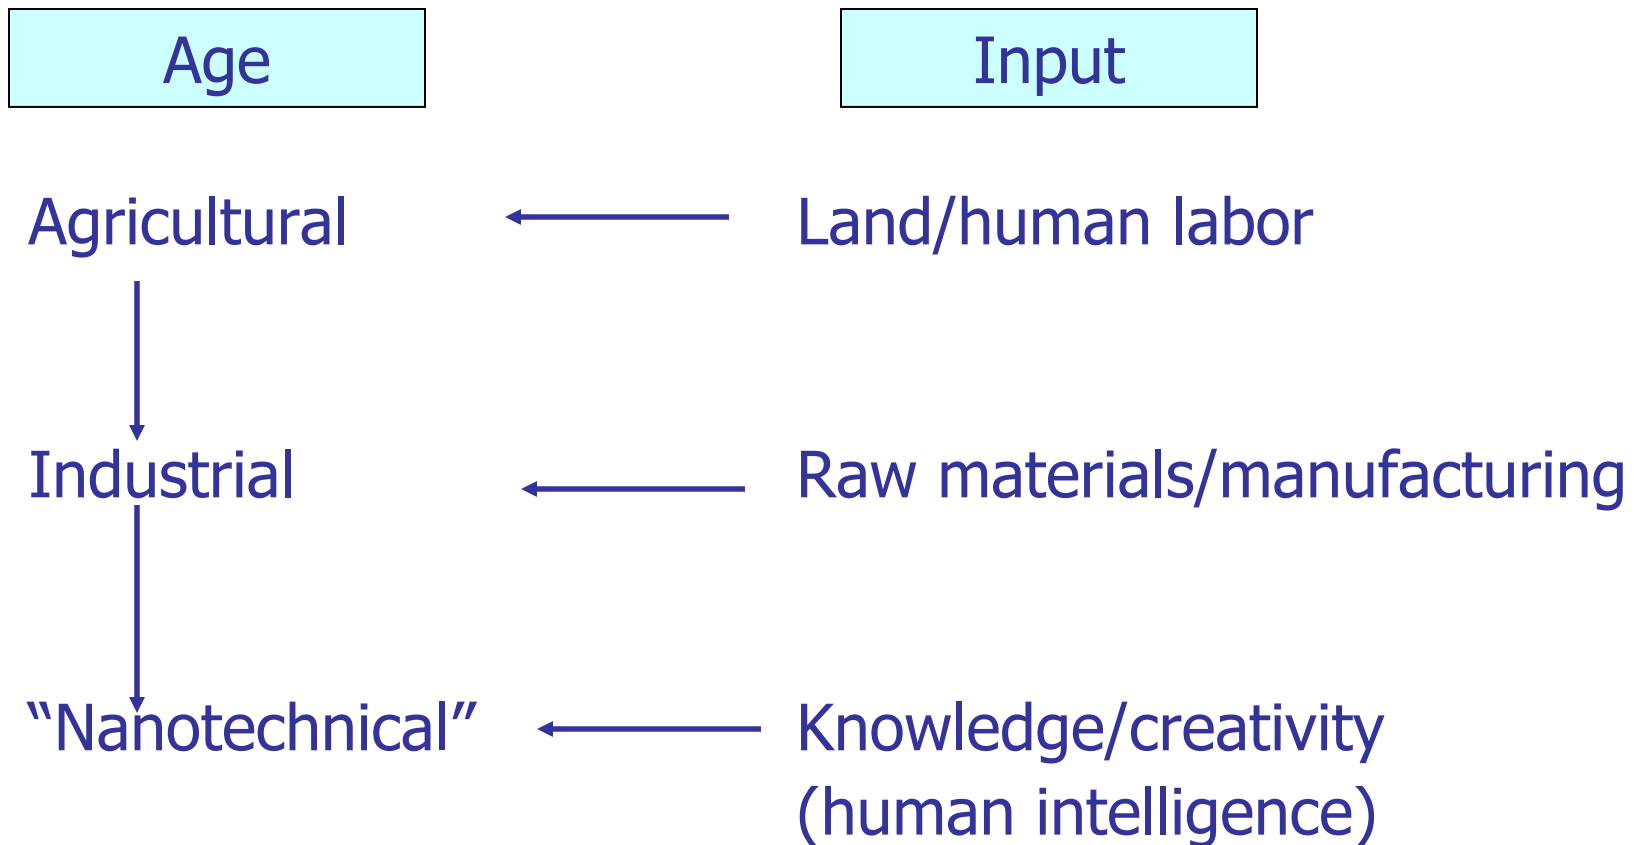 Age
Input
Agricultural
Land/human labor
Industrial
Raw materials/manufacturing
“Nanotechnical”
Knowledge/creativity
(human intelligence)